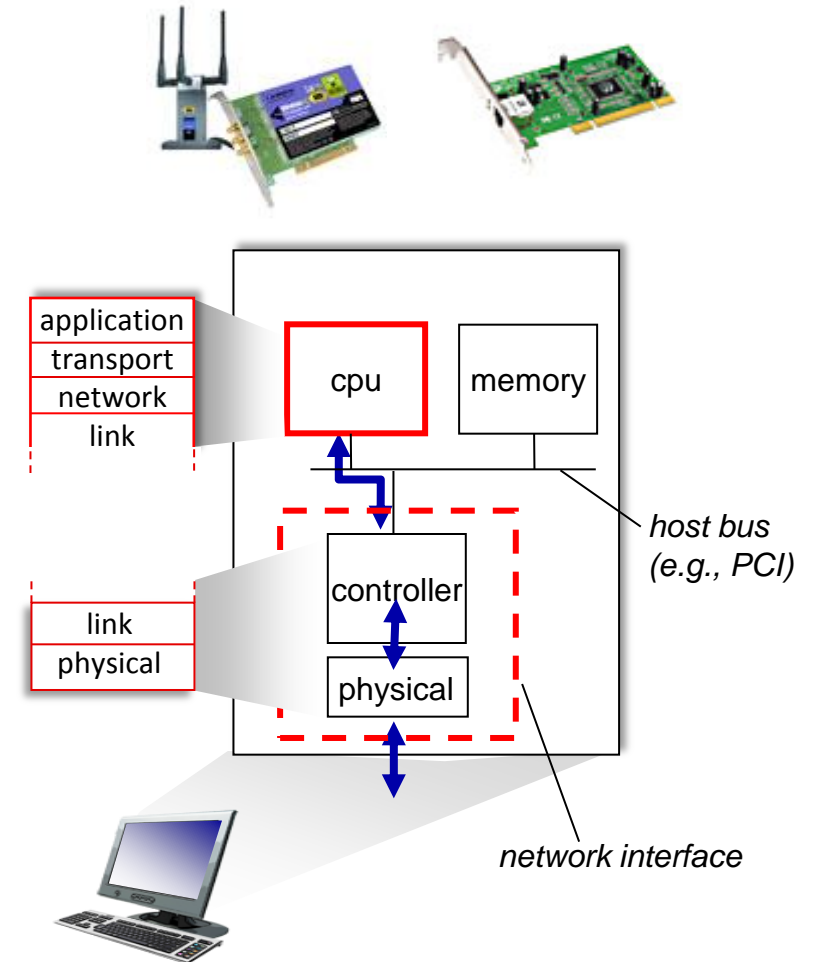 application
transport
network
link
cpu
memory
host bus
(e.g., PCI)
controller
link
physical
physical
network interface